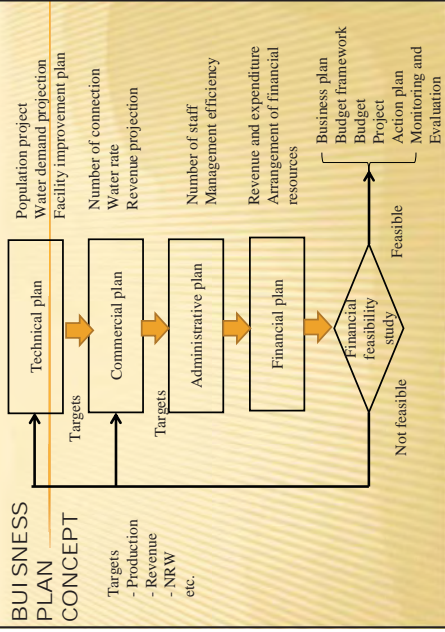 BUI SNESS
PLAN
CONCEPT
Targets
- Production
- Revenue
- NRW
etc.
Technical plan
Population project
Water demand projection
Facility improvement plan
Targets
Commercial plan
Number of connection
Water rate
Revenue projection
Targets
Administrative plan
Number of staff
Management efficiency
Financial plan
Revenue and expenditure
Arrangement of financial
resources
Financial
feasibility
study
Not feasible
Feasible
Business plan
Budget framework
Budget
Project
Action plan
Monitoring and
Evaluation